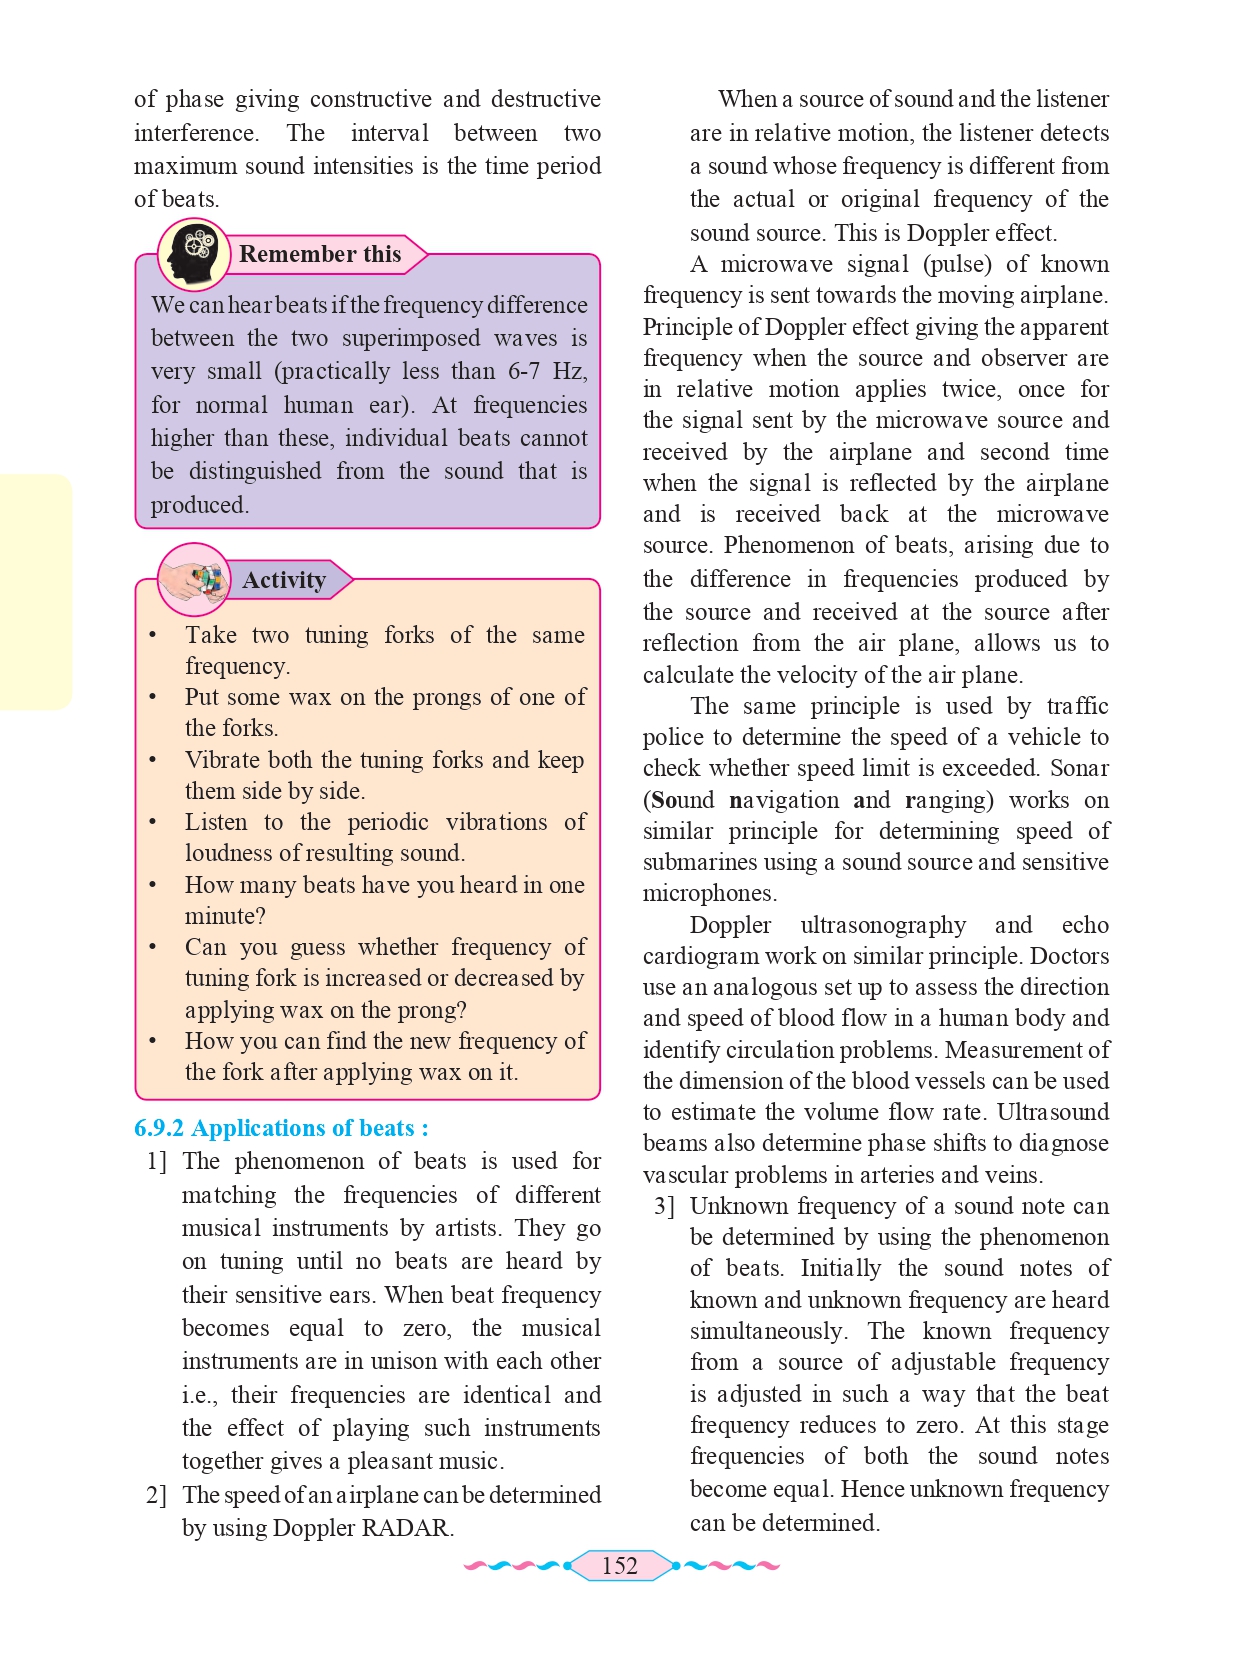 of phase giving constructive and destructive
interference. The interval between two
maximum sound intensities is the time period
of beats.
Remember this
We can hear beats if the frequency difference
between the two superimposed waves is
very small (practically less than 6-7 Hz,
for normal human ear). At frequencies
higher than these, individual beats cannot
be distinguished from the sound that is
produced.
Activity
• Take two tuning forks of the same
frequency.
• Put some wax on the prongs of one of
the forks.
• Vibrate both the tuning forks and keep
them side by side.
• Listen to the periodic vibrations of
loudness of resulting sound.
• How many beats have you heard in one
minute?
• Can you guess whether frequency of
tuning fork is increased or decreased by
applying wax on the prong?
• How you can find the new frequency of
the fork after applying wax on it.
6.9.2 Applications of beats :
1] The phenomenon of beats is used for
matching the frequencies of different
musical instruments by artists. They go
on tuning until no beats are heard by
their sensitive ears. When beat frequency
becomes equal to zero, the musical
instruments are in unison with each other
i.e., their frequencies are identical and
the effect of playing such instruments
together gives a pleasant music.
2] The speed of an airplane can be determined
by using Doppler RADAR.
When a source of sound and the listener
are in relative motion, the listener detects
a sound whose frequency is different from
the actual or original frequency of the
sound source. This is Doppler effect.
A microwave signal (pulse) of known
frequency is sent towards the moving airplane.
Principle of Doppler effect giving the apparent
frequency when the source and observer are
in relative motion applies twice, once for
the signal sent by the microwave source and
received by the airplane and second time
when the signal is reflected by the airplane
and is received back at the microwave
source. Phenomenon of beats, arising due to
the difference in frequencies produced by
the source and received at the source after
reflection from the air plane, allows us to
calculate the velocity of the air plane.
The same principle is used by traffic
police to determine the speed of a vehicle to
check whether speed limit is exceeded. Sonar
(Sound navigation and ranging) works on
similar principle for determining speed of
submarines using a sound source and sensitive
microphones.
Doppler ultrasonography and echo
cardiogram work on similar principle. Doctors
use an analogous set up to assess the direction
and speed of blood flow in a human body and
identify circulation problems. Measurement of
the dimension of the blood vessels can be used
to estimate the volume flow rate. Ultrasound
beams also determine phase shifts to diagnose
vascular problems in arteries and veins.
3] Unknown frequency of a sound note can
be determined by using the phenomenon
of beats. Initially the sound notes of
known and unknown frequency are heard
simultaneously. The known frequency
from a source of adjustable frequency
is adjusted in such a way that the beat
frequency reduces to zero. At this stage
frequencies of both the sound notes
become equal. Hence unknown frequency
can be determined.
152